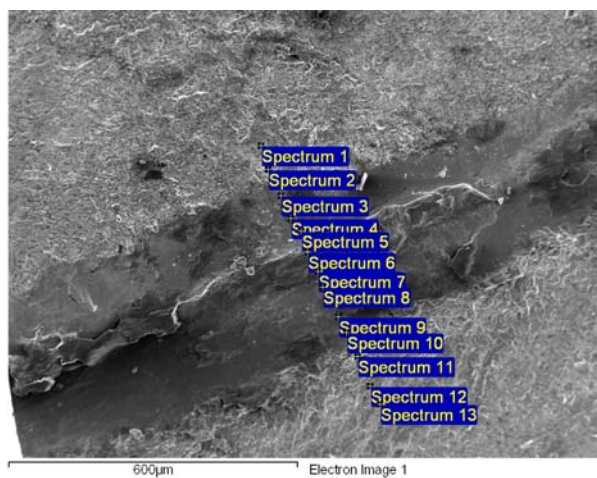 Spectrum 1
Spectrum 2
Spectrum 3
Spectrum 4
Spectrum 5
Spectrum 6
Spectrum 7
Spectrum 8
Spectrum 9
Spectrum 10
Spectrum 11
Spectrum 12
Spectrum 13
600μm Electron Image 1